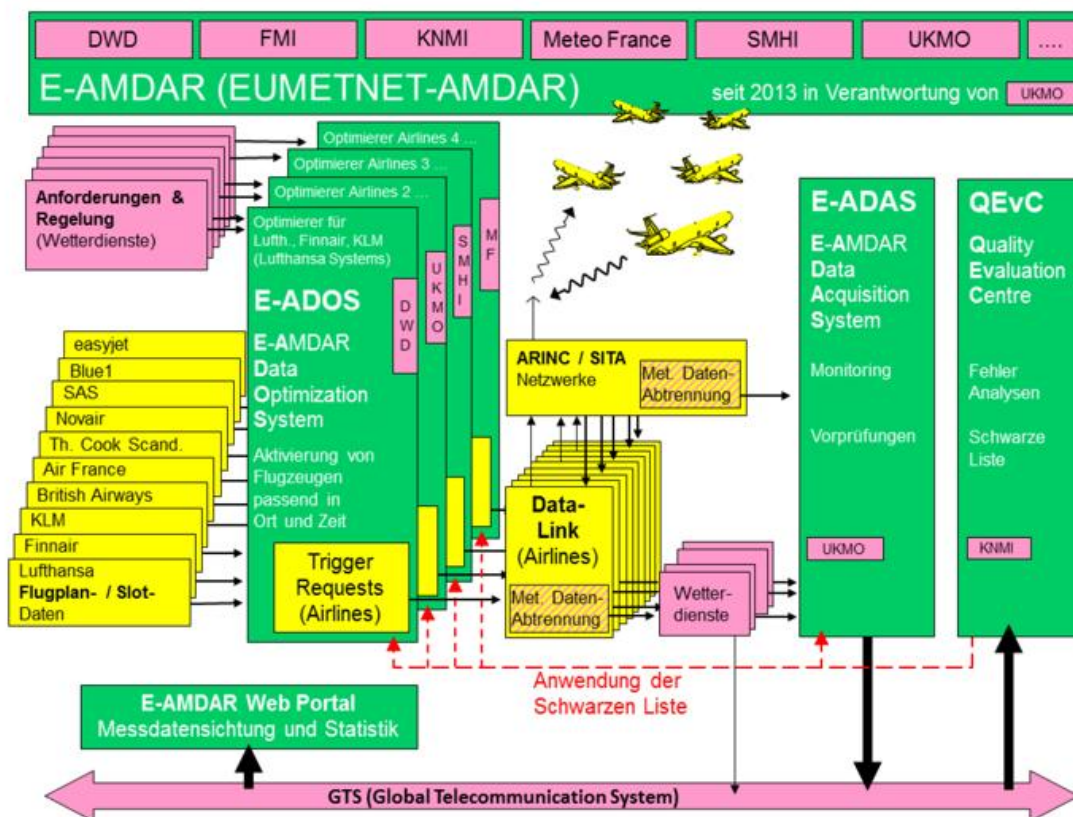 DWD
FMI
KNMI
Meteo France
SMHI
UKMO
....
E-AMDAR (EUMETNET-AMDAR)
seit 2013 in Verantwortung von
UKMO
Anforderungen &
Regelung
(Wetterdienste)
Optimierer Airlines 4 ...
Optimierer Airlines 3 ...
Optimierer Airlines 2 ...
Optimierer für
Lufth., Finnair, KLM
(Lufthansa Systems)
DWD
UKMO
SMHI
MF
E-ADOS
E-AMDAR
Data
Optimization
System
Aktivierung von
Flugzeugen
passend in
Ort und Zeit
Trigger
Requests
(Airlines)
easyjet
Blue1
SAS
Novair
Th. Cook Scand.
Air France
British Airways
KLM
Finnair
Lufthansa
Flugplan- / Slot-
Daten
ARINC / SITA
Netzwerke
Met. Daten-
Abtrennung
Data-
Link
(Airlines)
Met. Daten-
Abtrennung
Wetter-
dienste
E-ADAS
E-AMDAR
Data
Acquisition
System
Monitoring
Vorprüfungen
UKMO
QEvC
Quality
Evaluation
Centre
Fehler
Analysen
Schwarze
Liste
KNMI
Anwendung der
Schwarzen Liste
E-AMDAR Web Portal
Messdatensichtung und Statistik
GTS (Global Telecommunication System)